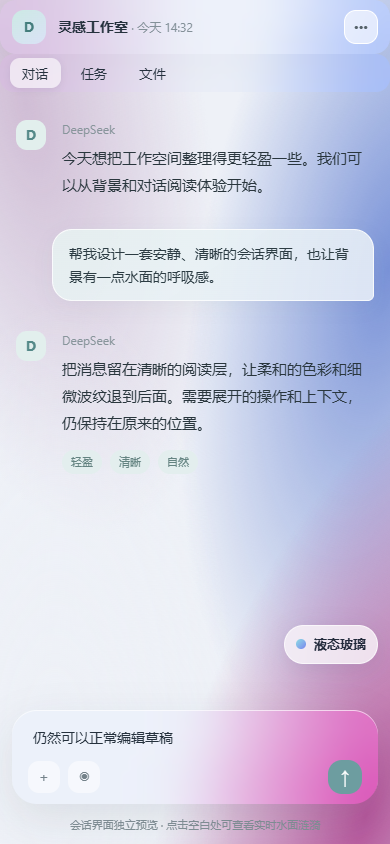 D 灵感工作室 · 今天 14:32 •••
对话 任务 文件
D DeepSeek
今天想把工作空间整理得更轻盈一些。我们可
以从背景和对话阅读体验开始。
帮我设计一套安静、清晰的会话界面，也让背
景有一点水面的呼吸感。
D DeepSeek
把消息留在清晰的阅读层，让柔和的色彩和细
微波纹退到后面。需要展开的操作和上下文，
仍保持在原来的位置。
轻盈 清晰 自然
液态玻璃
仍然可以正常编辑草稿
+ ◉ ↑
会话界面独立预览 · 点击空白处可查看实时水面